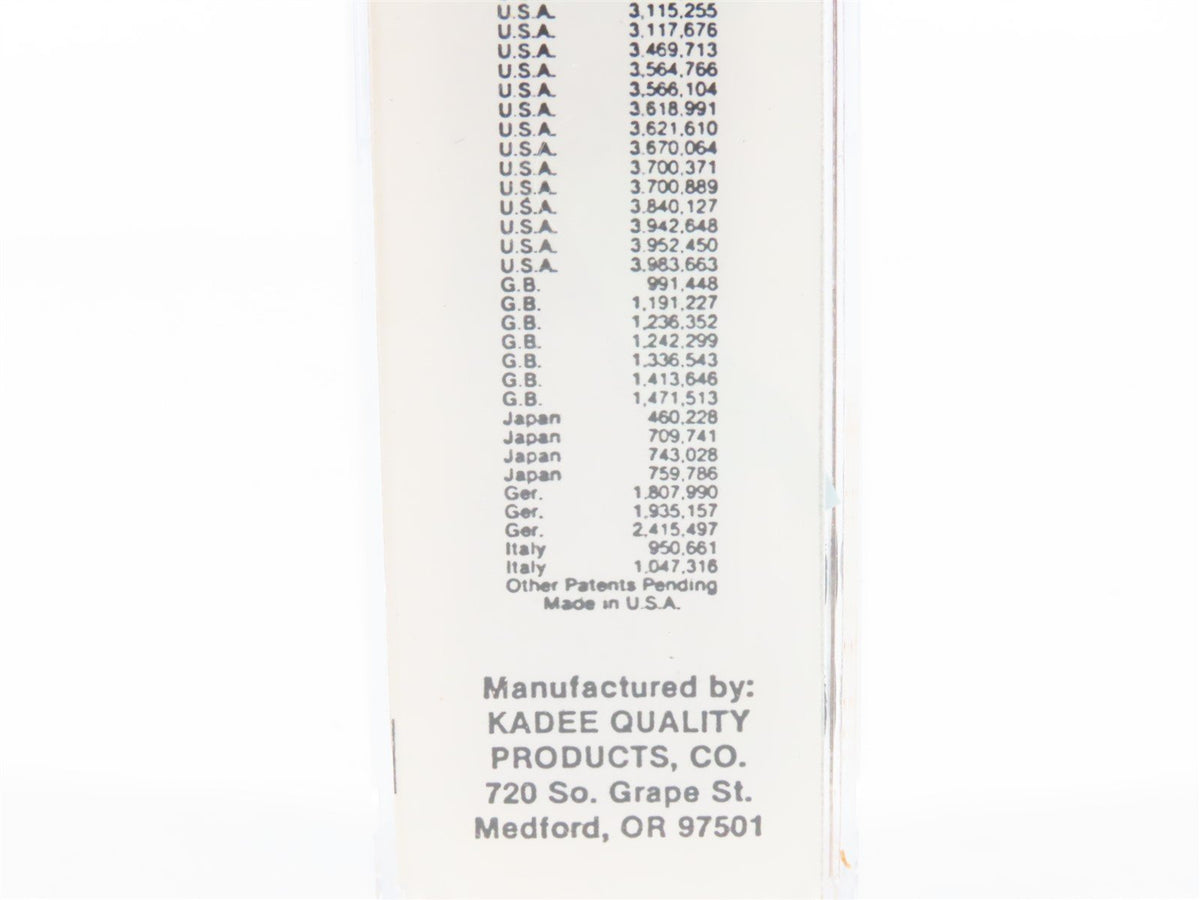 U.S.A. 3,115,255
U.S.A. 3,117,676
U.S.A. 3,469,713
U.S.A. 3,564,766
U.S.A. 3,566,104
U.S.A. 3,618,991
U.S.A. 3,621,610
U.S.A. 3,670,064
U.S.A. 3,700,371
U.S.A. 3,700,889
U.S.A. 3,840,127
U.S.A. 3,942,648
U.S.A. 3,952,450
U.S.A. 3,983,663
G.B. 991,448
G.B. 1,191,227
G.B. 1,236,352
G.B. 1,242,299
G.B. 1,336,543
G.B. 1,413,646
G.B. 1,471,513
Japan 460,228
Japan 709,741
Japan 743,028
Japan 759,786
Ger. 1,807,990
Ger. 1,935,157
Ger. 2,415,497
Italy 950,661
Italy 1,047,316
Other Patents Pending
Made in U.S.A.
Manufactured by:
KADEE QUALITY
PRODUCTS, CO.
720 So. Grape St.
Medford, OR 97501